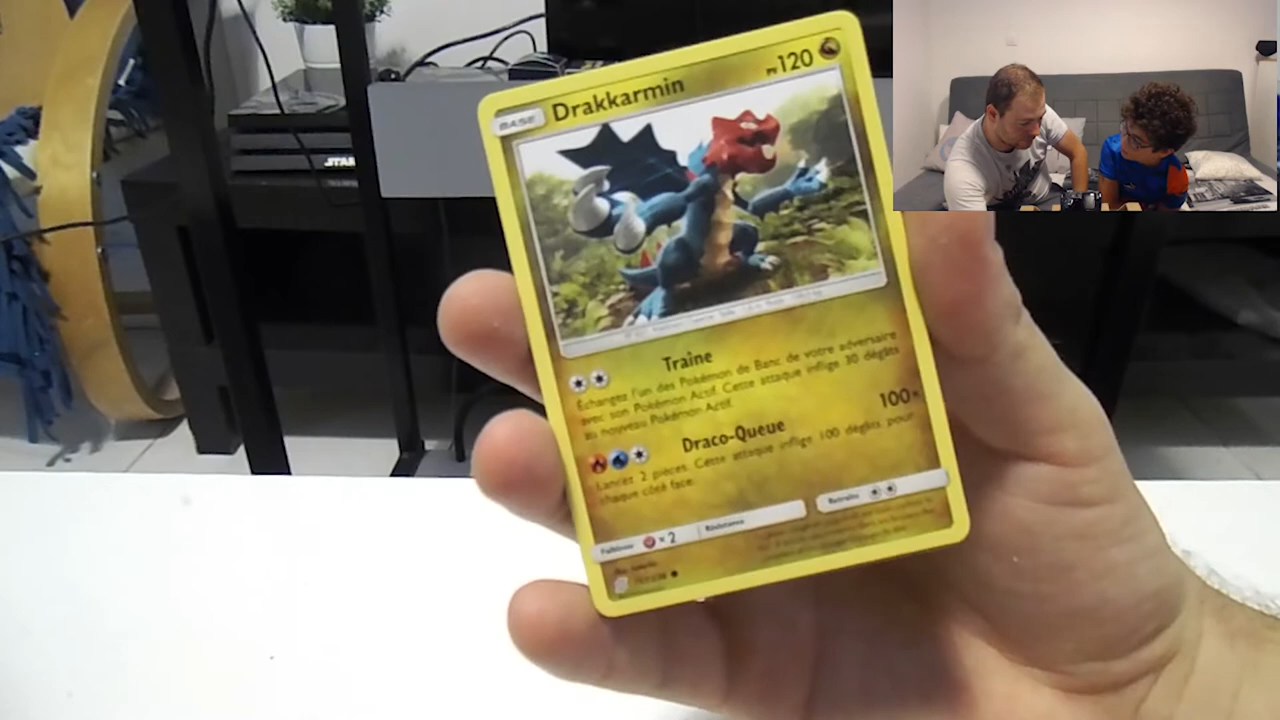 STAR
BASE Drakkarmin PV120
Traîne
Échangez l'un des Pokémon de Banc de votre adversaire
avec son Pokémon Actif. Cette attaque inflige 30 dégâts
au nouveau Pokémon Actif.
Draco-Queue 100×
Lancez 2 pièces. Cette attaque inflige 100 dégâts pour
chaque côté face.
Faiblesse ×2 Résistance Retraite